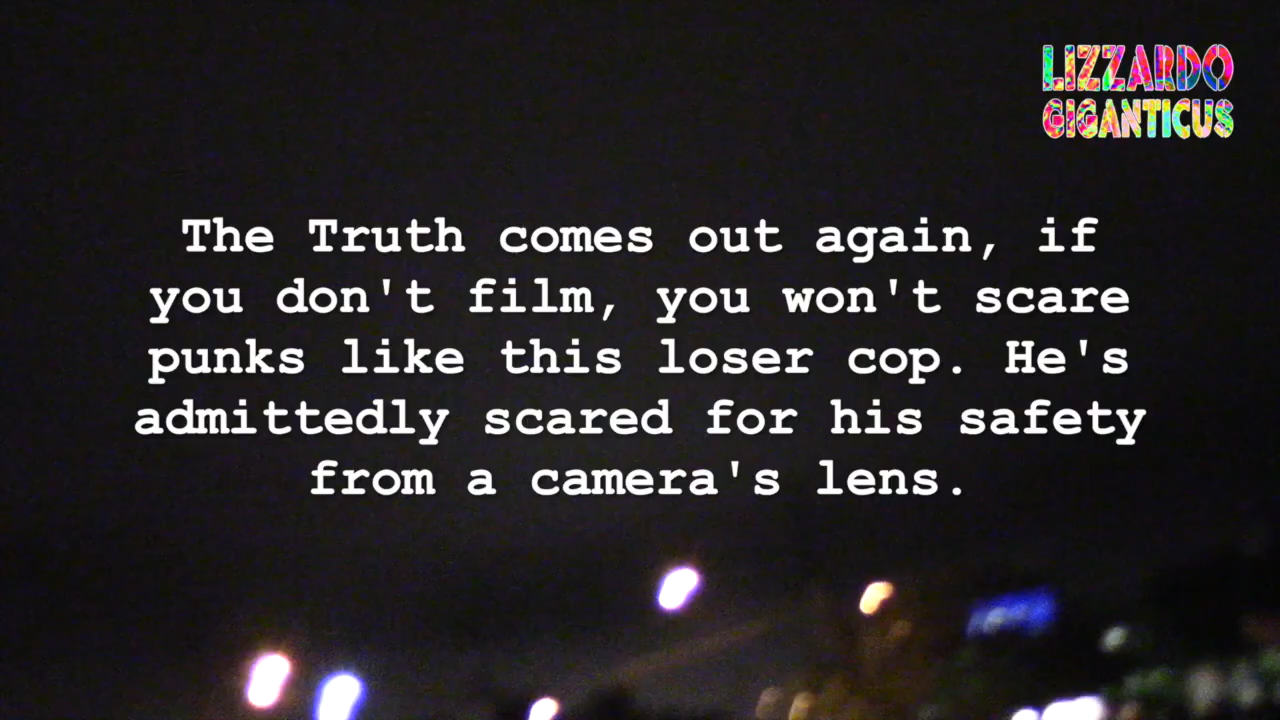 LIZZARDO
GIGANTICUS
The Truth comes out again, if
you don't film, you won't scare
punks like this loser cop. He's
admittedly scared for his safety
from a camera's lens.